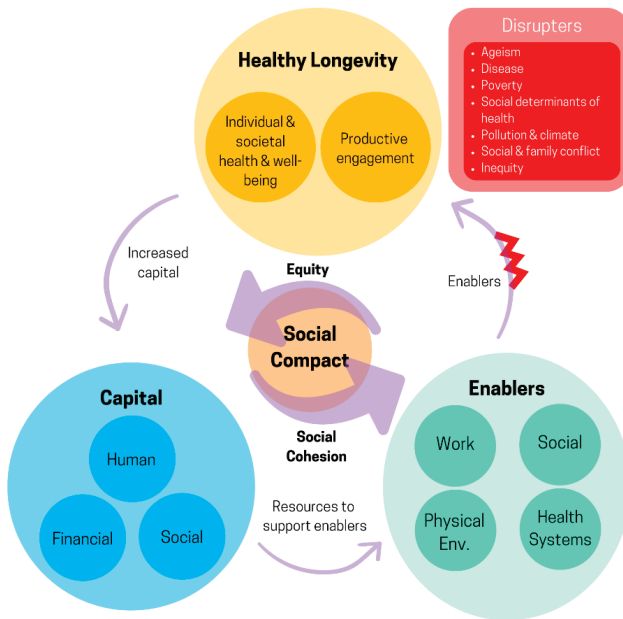 Disrupters
• Ageism
• Disease
• Poverty
• Social determinants of
health
• Pollution & climate
• Social & family conflict
• Inequity
Healthy Longevity
Individual &
societal
health & well-
being
Productive
engagement
Increased
capital
Equity
Enablers
Social
Compact
Social
Cohesion
Capital
Human
Financial
Social
Resources to
support enablers
Enablers
Work
Social
Physical
Env.
Health
Systems